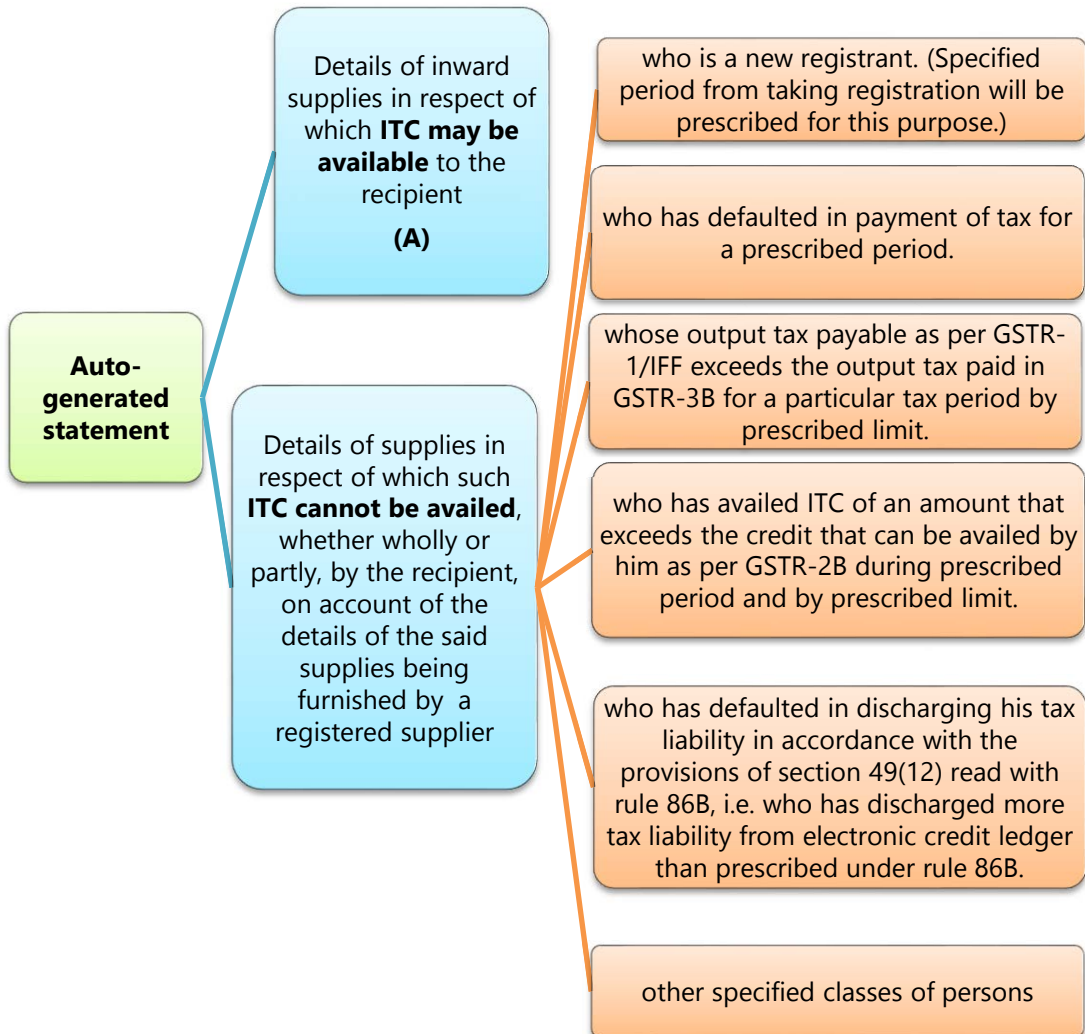 Auto-
generated
statement
Details of inward
supplies in respect of
which ITC may be
available to the
recipient
(A)
Details of supplies in
respect of which such
ITC cannot be availed,
whether wholly or
partly, by the recipient,
on account of the
details of the said
supplies being
furnished by a
registered supplier
who is a new registrant. (Specified
period from taking registration will be
prescribed for this purpose.)
who has defaulted in payment of tax for
a prescribed period.
whose output tax payable as per GSTR-
1/IFF exceeds the output tax paid in
GSTR-3B for a particular tax period by
prescribed limit.
who has availed ITC of an amount that
exceeds the credit that can be availed by
him as per GSTR-2B during prescribed
period and by prescribed limit.
who has defaulted in discharging his tax
liability in accordance with the
provisions of section 49(12) read with
rule 86B, i.e. who has discharged more
tax liability from electronic credit ledger
than prescribed under rule 86B.
other specified classes of persons